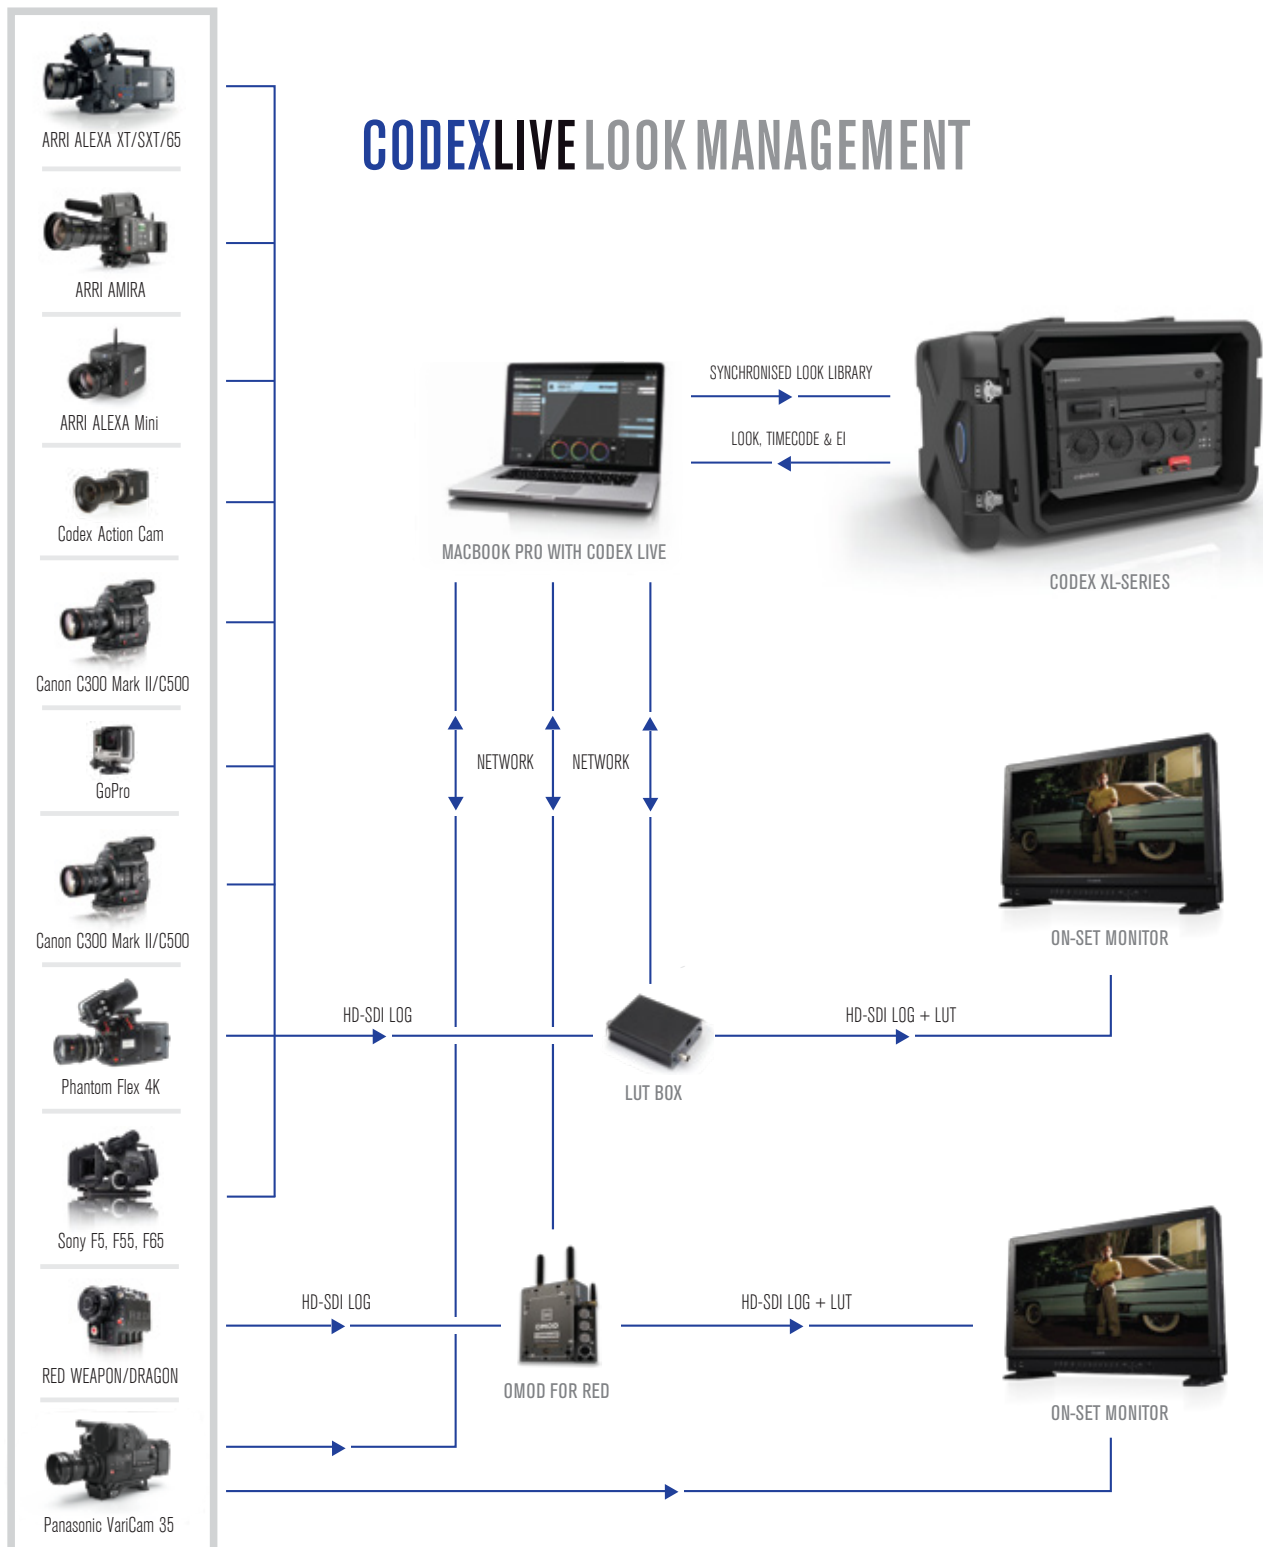 CODEXLIVE LOOK MANAGEMENT
ARRI ALEXA XT/SXT/65
ARRI AMIRA
ARRI ALEXA Mini
Codex Action Cam
Canon C300 Mark II/C500
GoPro
Canon C300 Mark II/C500
Phantom Flex 4K
Sony F5, F55, F65
RED WEAPON/DRAGON
Panasonic VariCam 35
SYNCHRONISED LOOK LIBRARY
LOOK, TIMECODE & EI
MACBOOK PRO WITH CODEX LIVE
CODEX XL-SERIES
NETWORK
NETWORK
ON-SET MONITOR
HD-SDI LOG
HD-SDI LOG + LUT
LUT BOX
HD-SDI LOG
OMOD
HD-SDI LOG + LUT
OMOD FOR RED
ON-SET MONITOR